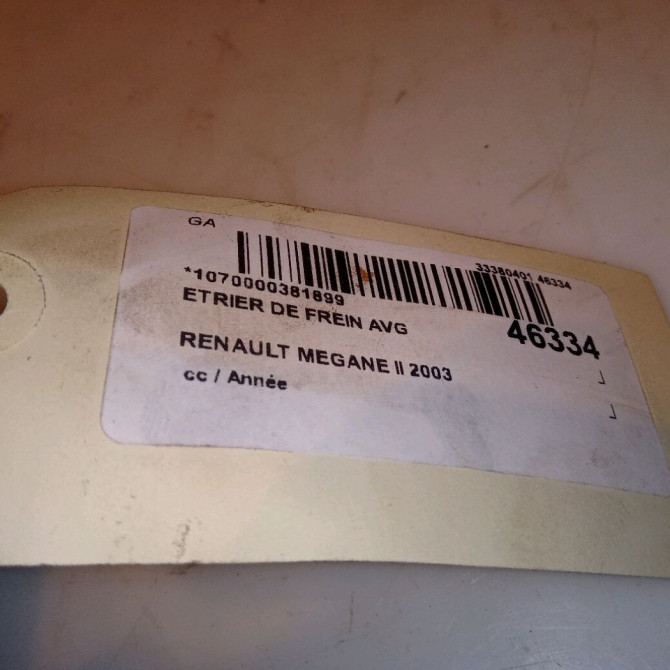 GA
33380401 46334
*1070000381899
ETRIER DE FREIN AVG
46334
RENAULT MEGANE II 2003
cc / Année